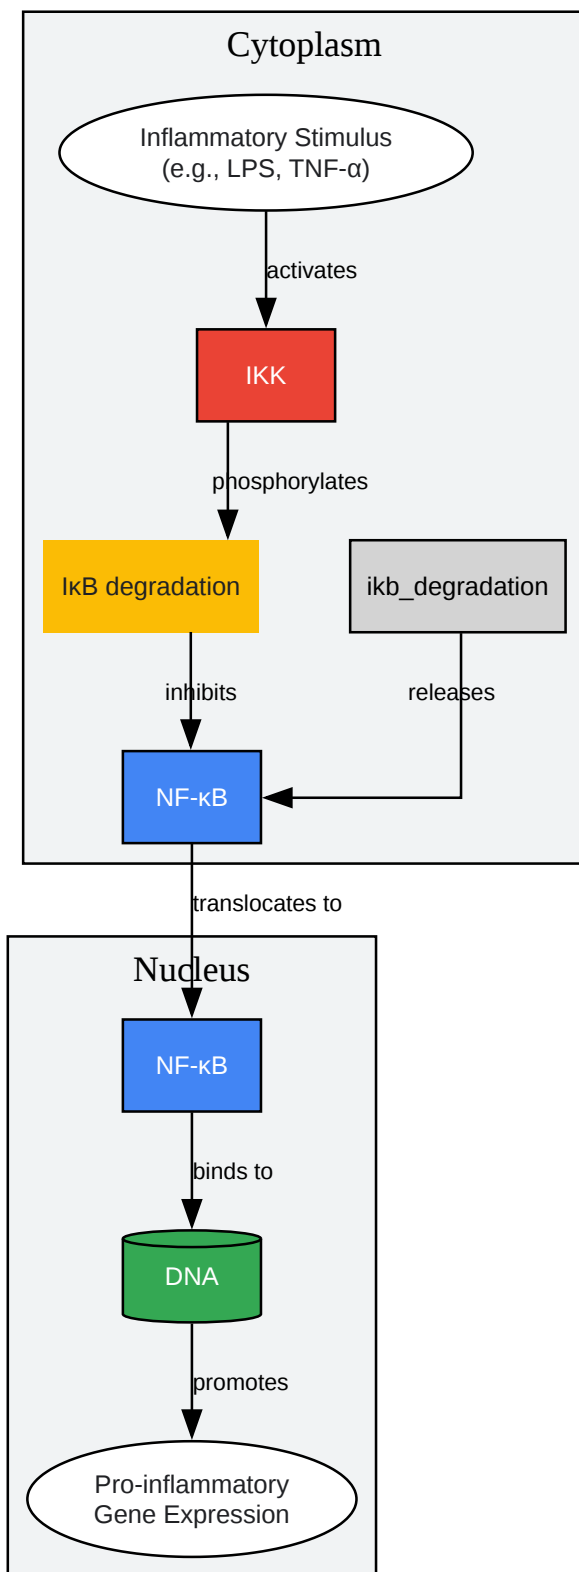 Cytoplasm
Inflammatory Stimulus
(e.g., LPS, TNF-α)
activates
IKK
phosphorylates
IκB degradation
ikb_degradation
inhibits
releases
NF-κB
translocates to
Nucleus
NF-κB
binds to
DNA
promotes
Pro-inflammatory
Gene Expression